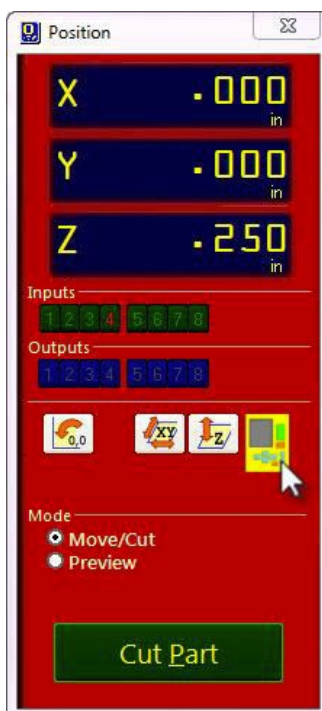 Position
X .000
in
Y .000
in
Z .250
in
Inputs
1 2 3 4 5 6 7 8
Outputs
1 2 3 4 5 6 7 8
0,0 XY Z
Mode
Move/Cut
Preview
Cut Part